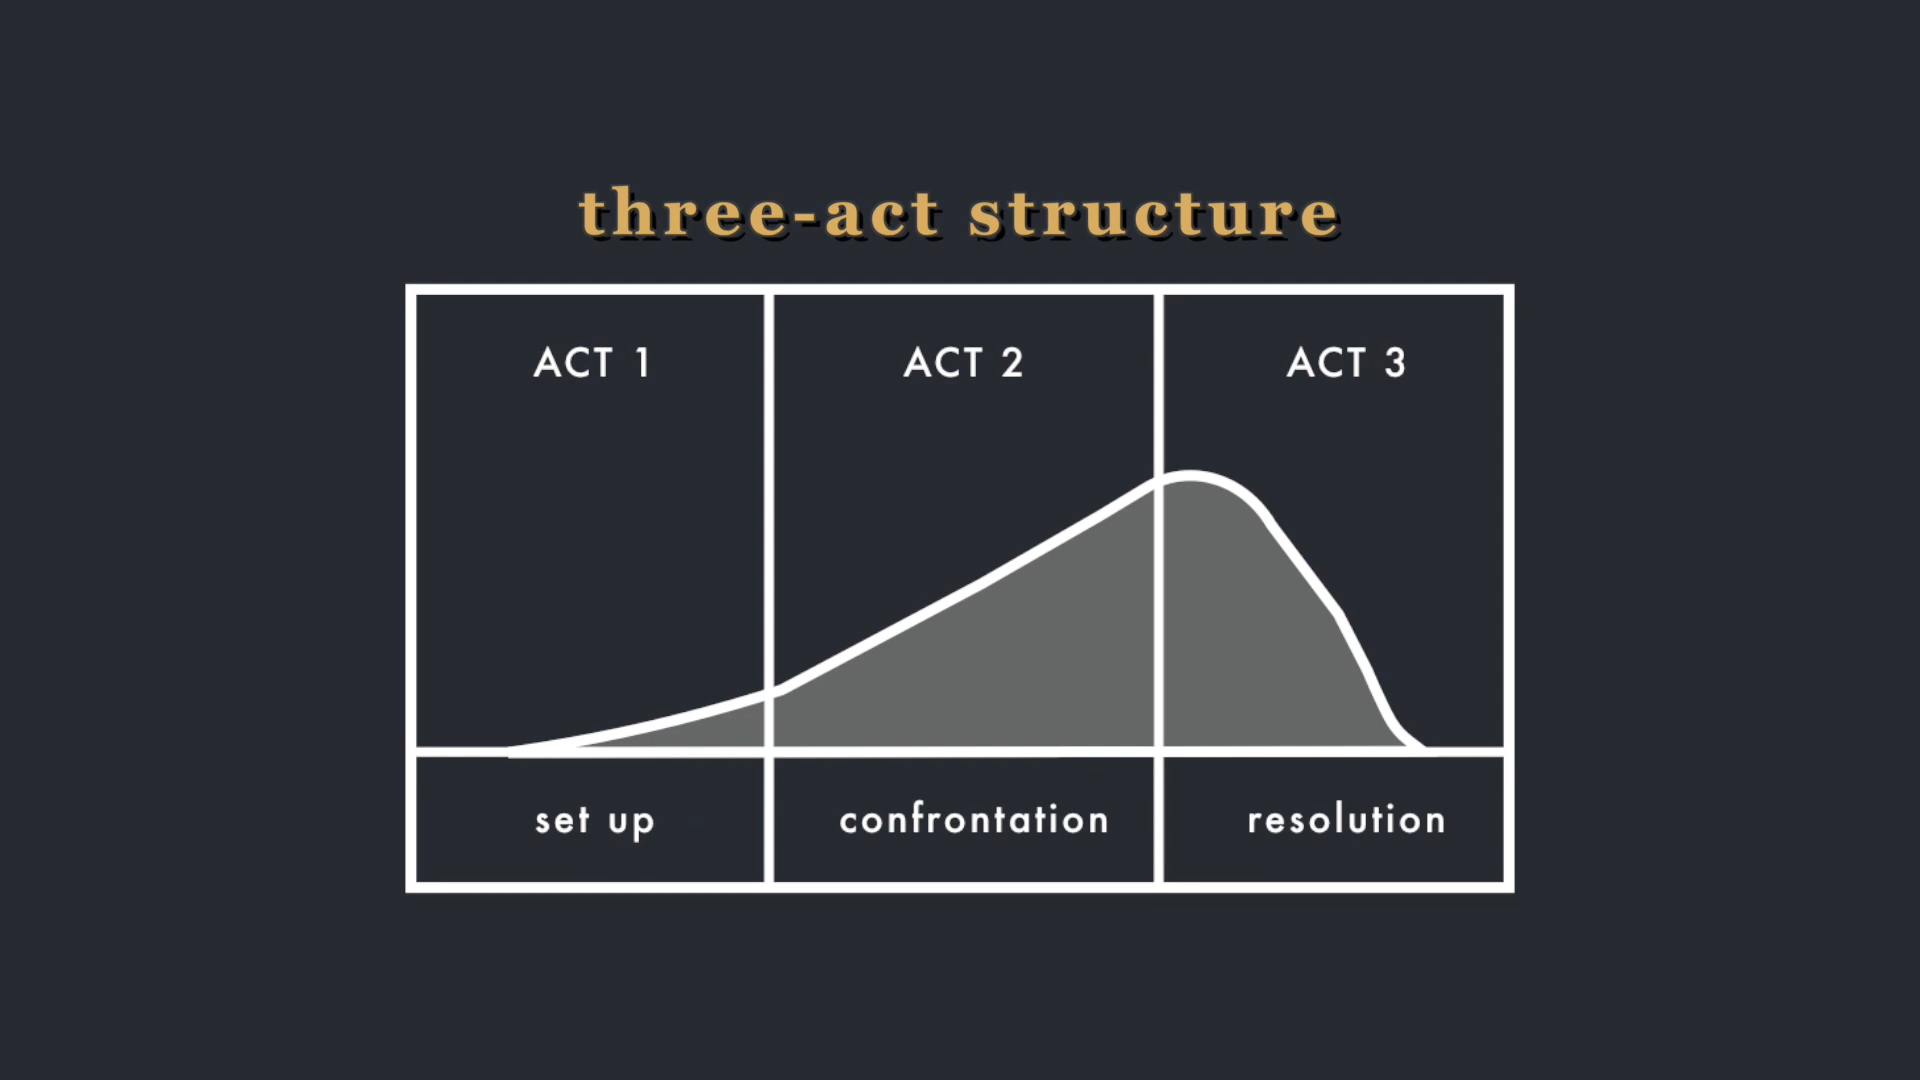 three-act structure
ACT 1
ACT 2
ACT 3
set up
confrontation
resolution